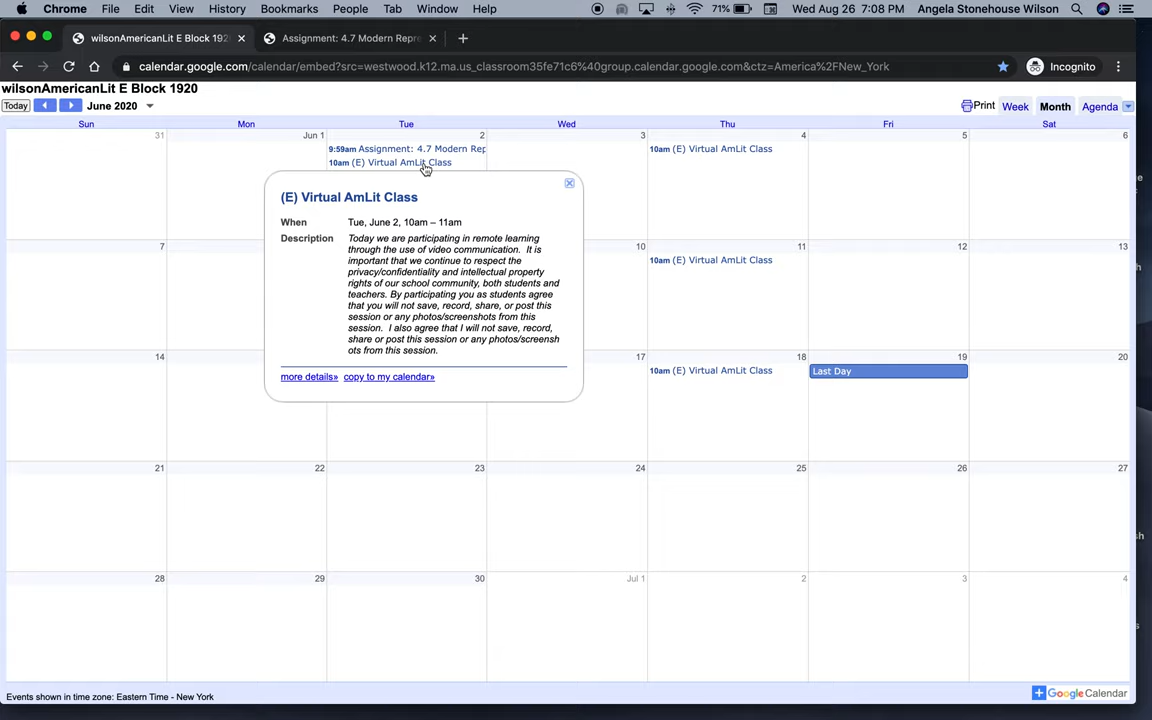 Chrome File Edit View History Bookmarks People Tab Window Help 71% Wed Aug 26 7:08 PM Angela Stonehouse Wilson
wilsonAmericanLit E Block 192 Assignment: 4.7 Modern Repr
calendar.google.com/calendar/embed?src=westwood.k12.ma.us_classroom35fe71c6%40group.calendar.google.com&ctz=America%2FNew_York Incognito
wilsonAmericanLit E Block 1920
Today June 2020 Print Week Month Agenda
Sun Mon Tue Wed Thu Fri Sat
31 Jun 1 2 3 4 5 6
9:59am Assignment: 4.7 Modern Rep 10am (E) Virtual AmLit Class
10am (E) Virtual AmLit Class
(E) Virtual AmLit Class
When Tue, June 2, 10am – 11am
Description Today we are participating in remote learning
through the use of video communication. It is
important that we continue to respect the
privacy/confidentiality and intellectual property
rights of our school community, both students and
teachers. By participating you as students agree
that you will not save, record, share, or post this
session or any photos/screenshots from this
session. I also agree that I will not save, record,
share or post this session or any photos/screensh
ots from this session.
more details» copy to my calendar»
7 10 11 12 13
10am (E) Virtual AmLit Class
14 17 18 19 20
10am (E) Virtual AmLit Class Last Day
21 22 23 24 25 26 27
28 29 30 Jul 1 2 3 4
Events shown in time zone: Eastern Time - New York Google Calendar